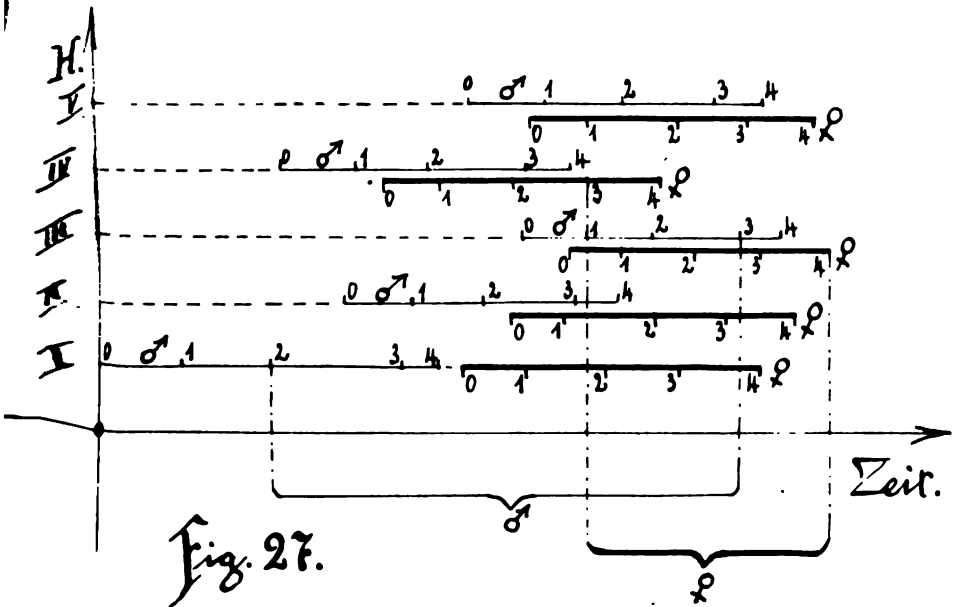 H.
V 0 ♂ 1 2 3 4
0 1 2 3 4 ♀
IV 0 ♂ 1 2 3 4
0 1 2 3 4 ♀
III 0 ♂ 1 2 3 4
0 1 2 3 4 ♀
II 0 ♂ 1 2 3 4
0 1 2 3 4 ♀
I 0 ♂ 1 2 3 4
0 1 2 3 4 ♀
Zeit.
♂
Fig. 27.
♀